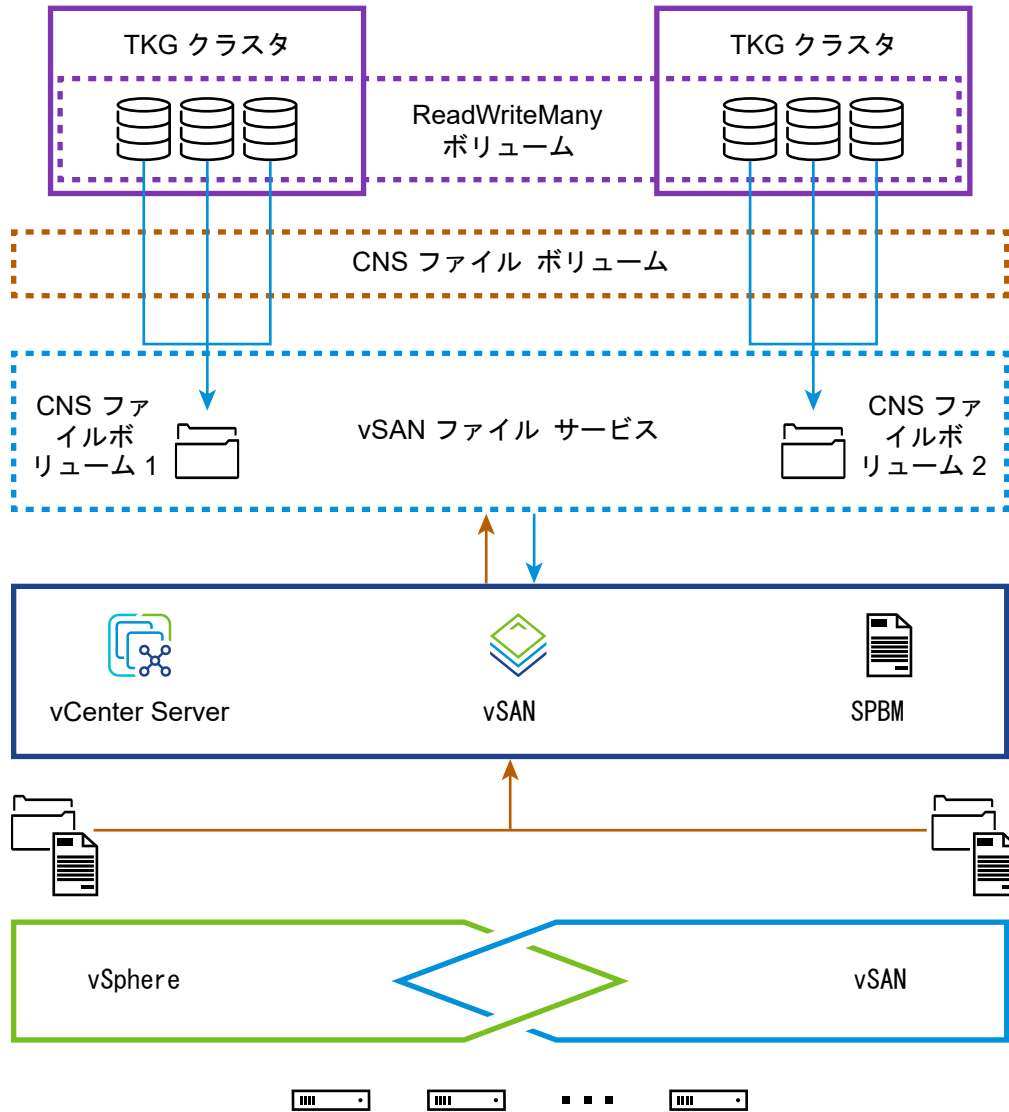 TKG クラスタ
TKG クラスタ
ReadWriteMany
ボリューム
CNS ファイル ボリューム
CNS ファ
イルボ
リューム 1
vSAN ファイル サービス
CNS ファ
イルボ
リューム 2
vCenter Server
vSAN
SPBM
vSphere
vSAN